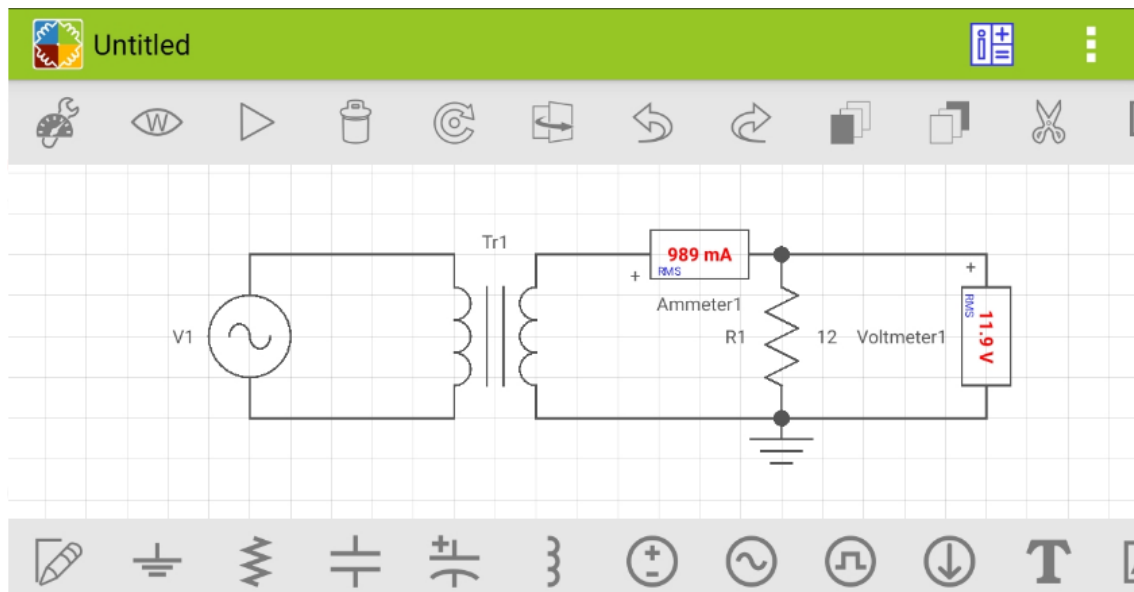 Untitled
W
Tr1
989 mA
RMS
+
+
Ammeter1
RMS
11.9 V
V1
R1
12
Voltmeter1
T